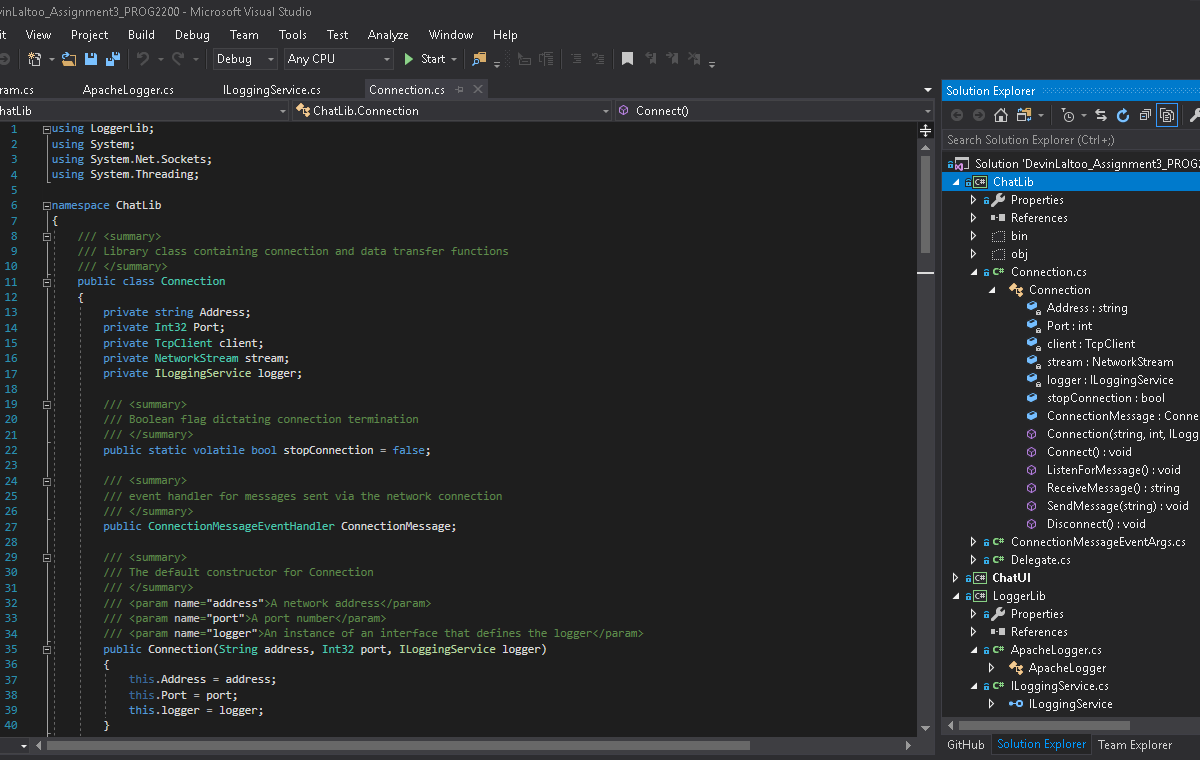 vinLaltoo_Assignment3_PROG2200 - Microsoft Visual Studio
it View Project Build Debug Team Tools Test Analyze Window Help
Debug Any CPU Start
ram.cs ApacheLogger.cs ILoggingService.cs Connection.cs
hatLib ChatLib.Connection Connect()
1 using LoggerLib;
2 using System;
3 using System.Net.Sockets;
4 using System.Threading;
5
6 namespace ChatLib
7 {
8 /// <summary>
9 /// Library class containing connection and data transfer functions
10 /// </summary>
11 public class Connection
12 {
13 private string Address;
14 private Int32 Port;
15 private TcpClient client;
16 private NetworkStream stream;
17 private ILoggingService logger;
18
19 /// <summary>
20 /// Boolean flag dictating connection termination
21 /// </summary>
22 public static volatile bool stopConnection = false;
23
24 /// <summary>
25 /// event handler for messages sent via the network connection
26 /// </summary>
27 public ConnectionMessageEventHandler ConnectionMessage;
28
29 /// <summary>
30 /// The default constructor for Connection
31 /// </summary>
32 /// <param name="address">A network address</param>
33 /// <param name="port">A port number</param>
34 /// <param name="logger">An instance of an interface that defines the logger</param>
35 public Connection(String address, Int32 port, ILoggingService logger)
36 {
37 this.Address = address;
38 this.Port = port;
39 this.logger = logger;
40 }
Solution Explorer
Search Solution Explorer (Ctrl+;)
Solution 'DevinLaltoo_Assignment3_PROG2
C# ChatLib
Properties
References
bin
obj
C# Connection.cs
Connection
Address : string
Port : int
client : TcpClient
stream : NetworkStream
logger : ILoggingService
stopConnection : bool
ConnectionMessage : Conne
Connection(string, int, ILogg
Connect() : void
ListenForMessage() : void
ReceiveMessage() : string
SendMessage(string) : void
Disconnect() : void
C# ConnectionMessageEventArgs.cs
C# Delegate.cs
C# ChatUI
C# LoggerLib
Properties
References
C# ApacheLogger.cs
ApacheLogger
C# ILoggingService.cs
ILoggingService
GitHub Solution Explorer Team Explorer